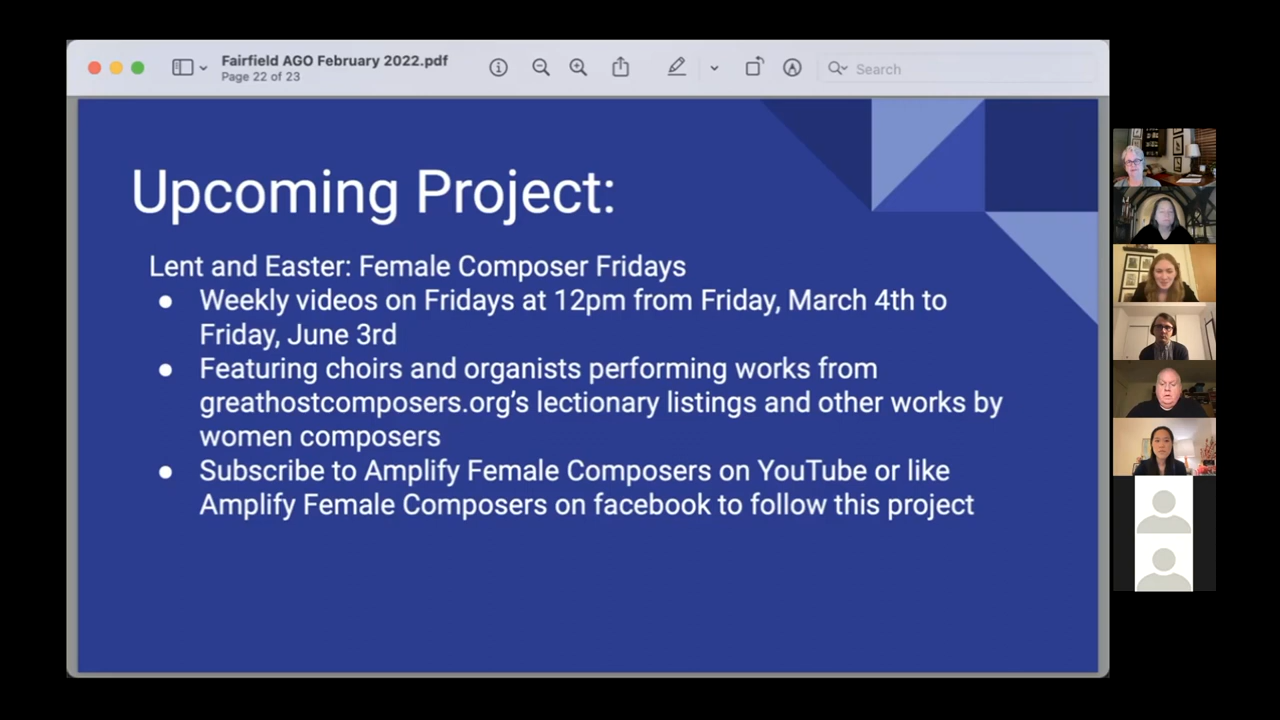 Fairfield AGO February 2022.pdf
Page 22 of 23
Search
Upcoming Project:
Lent and Easter: Female Composer Fridays
● Weekly videos on Fridays at 12pm from Friday, March 4th to
Friday, June 3rd
● Featuring choirs and organists performing works from
greathostcomposers.org’s lectionary listings and other works by
women composers
● Subscribe to Amplify Female Composers on YouTube or like
Amplify Female Composers on facebook to follow this project